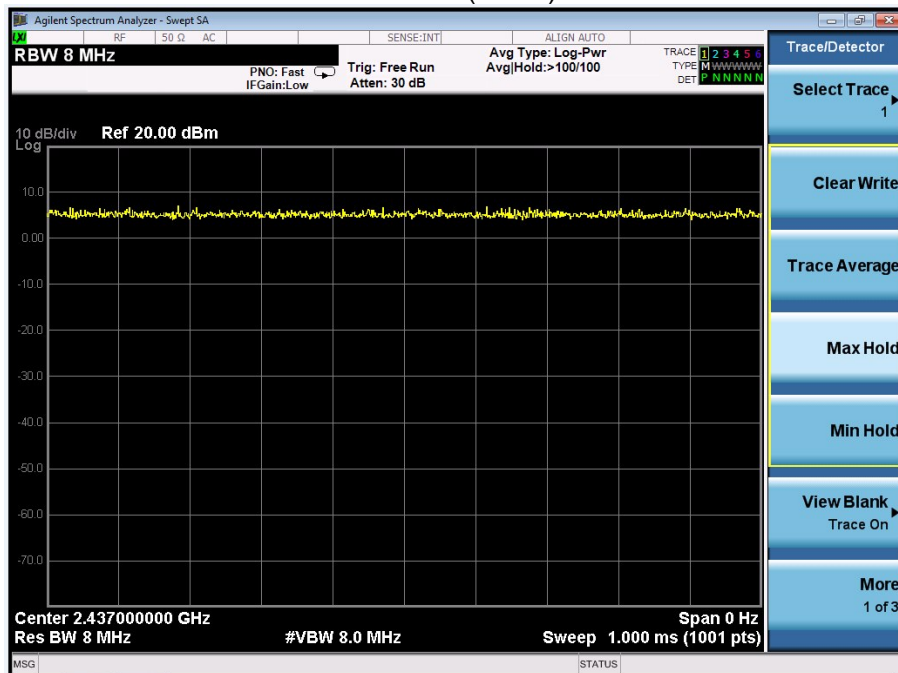 Agilent Spectrum Analyzer - Swept SA
LXI RF 50 Ω AC SENSE:INT ALIGN AUTO
RBW 8 MHz
PNO: Fast
IFGain:Low
Trig: Free Run
Atten: 30 dB
Avg Type: Log-Pwr
Avg|Hold:>100/100
TRACE 1 2 3 4 5 6
TYPE M WWWWW
DET P N N N N N
10 dB/div
Log
Ref 20.00 dBm
10.0
0.00
-10.0
-20.0
-30.0
-40.0
-50.0
-60.0
-70.0
Center 2.437000000 GHz
Res BW 8 MHz
#VBW 8.0 MHz
Span 0 Hz
Sweep 1.000 ms (1001 pts)
MSG
STATUS
Trace/Detector
Select Trace
1
Clear Write
Trace Average
Max Hold
Min Hold
View Blank
Trace On
More
1 of 3